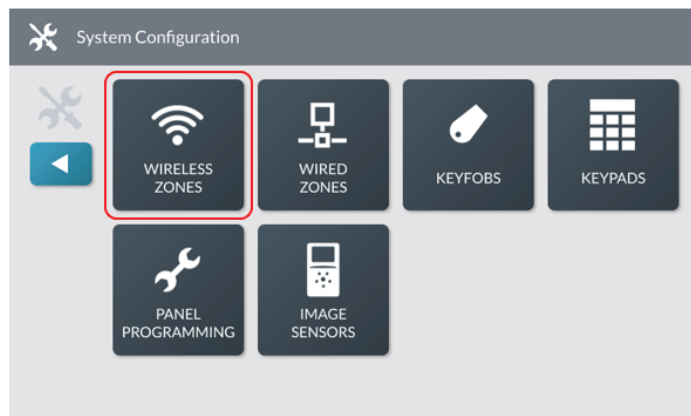 System Configuration
WIRELESS
ZONES
WIRED
ZONES
KEYFOBS
KEYPADS
PANEL
PROGRAMMING
IMAGE
SENSORS